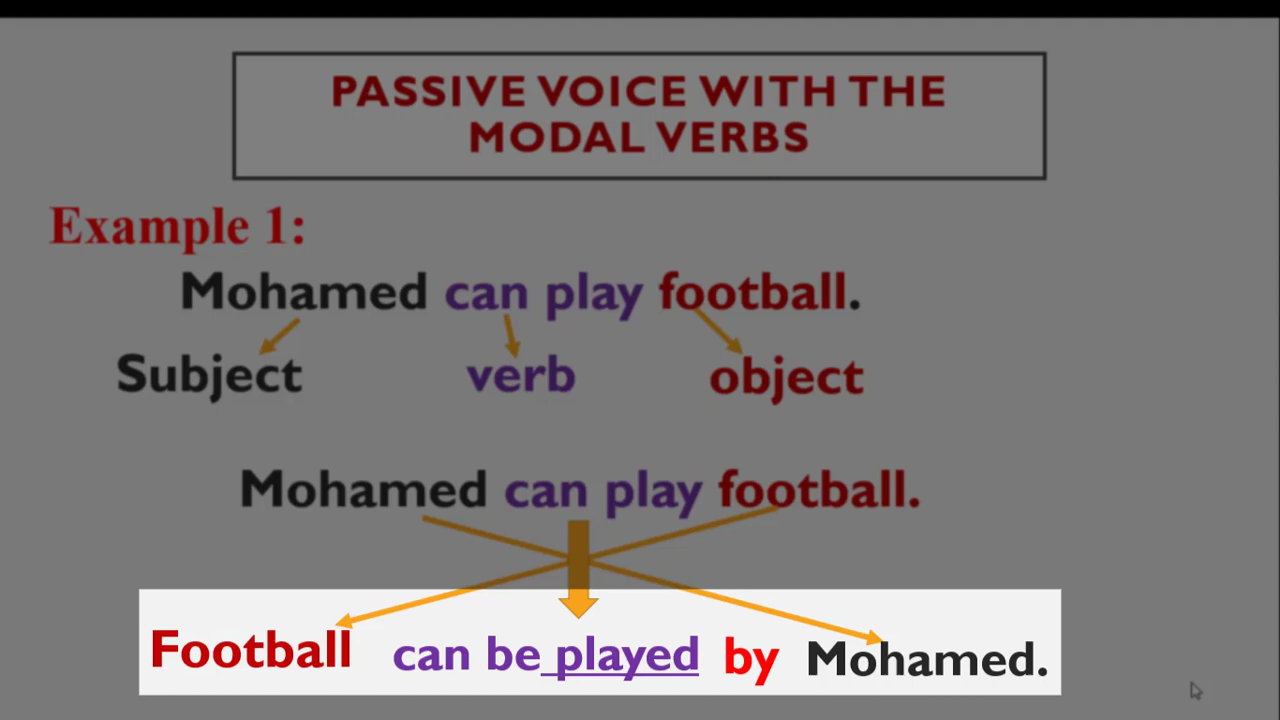 PASSIVE VOICE WITH THE
MODAL VERBS
Example 1:
Mohamed can play football.
Subject verb object
Mohamed can play football.
Football can be played by Mohamed.